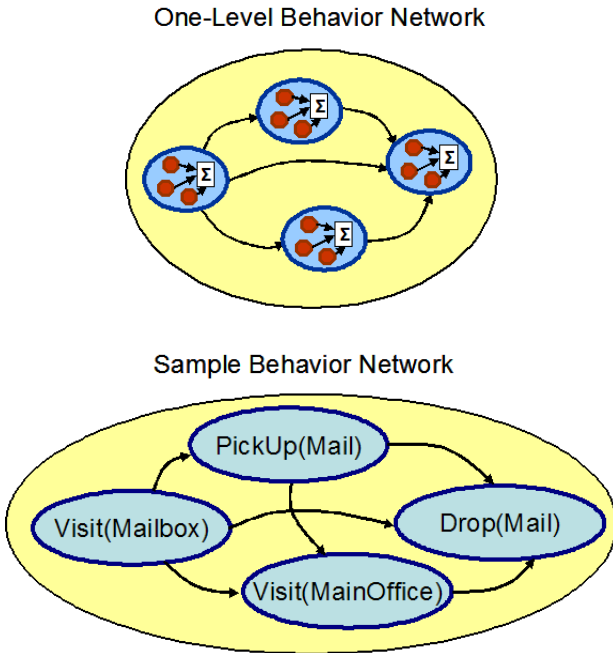 One-Level Behavior Network
Σ
Σ
Σ
Σ
Sample Behavior Network
PickUp(Mail)
Visit(Mailbox)
Drop(Mail)
Visit(MainOffice)